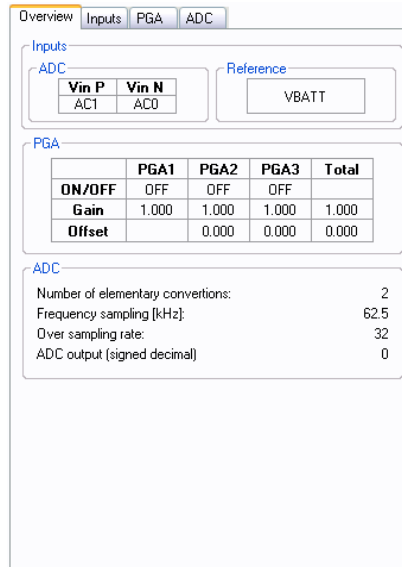 Overview Inputs PGA ADC
Inputs
ADC
Vin P Vin N
AC1 AC0
Reference
VBATT
PGA
PGA1 PGA2 PGA3 Total
ON/OFF OFF OFF OFF
Gain 1.000 1.000 1.000 1.000
Offset 0.000 0.000 0.000
ADC
Number of elementary convertions: 2
Frequency sampling [kHz]: 62.5
Over sampling rate: 32
ADC output (signed decimal) 0